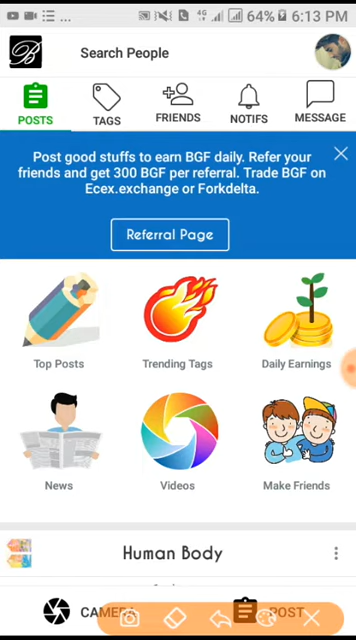 64% 6:13 PM
B
Search People
POSTS
TAGS
FRIENDS
NOTIFS
MESSAGE
Post good stuffs to earn BGF daily. Refer your
friends and get 300 BGF per referral. Trade BGF on
Ecex.exchange or Forkdelta.
Referral Page
Top Posts
Trending Tags
Daily Earnings
News
Videos
Make Friends
Human Body
CAMERA
POST